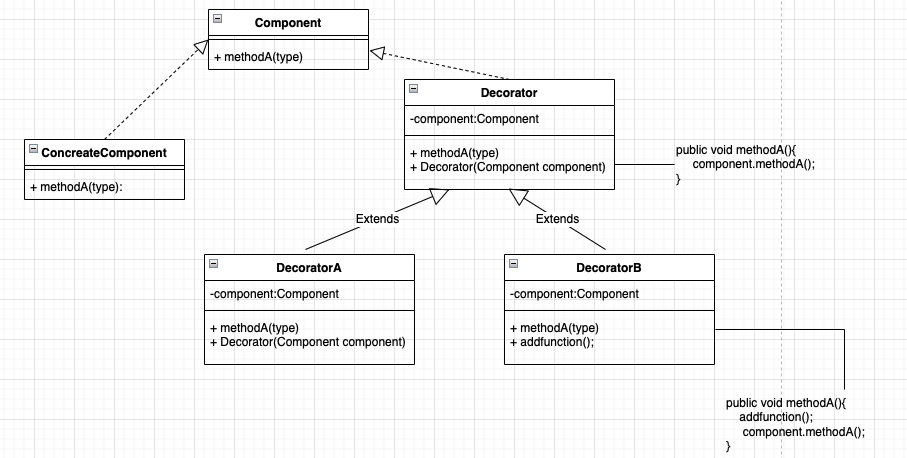 Component
+ methodA(type)
Decorator
-component:Component
+ methodA(type)
+ Decorator(Component component)
public void methodA(){
component.methodA();
}
ConcreateComponent
+ methodA(type):
Extends
Extends
DecoratorA
-component:Component
+ methodA(type)
+ Decorator(Component component)
DecoratorB
-component:Component
+ methodA(type)
+ addfunction();
public void methodA(){
addfunction();
component.methodA();
}